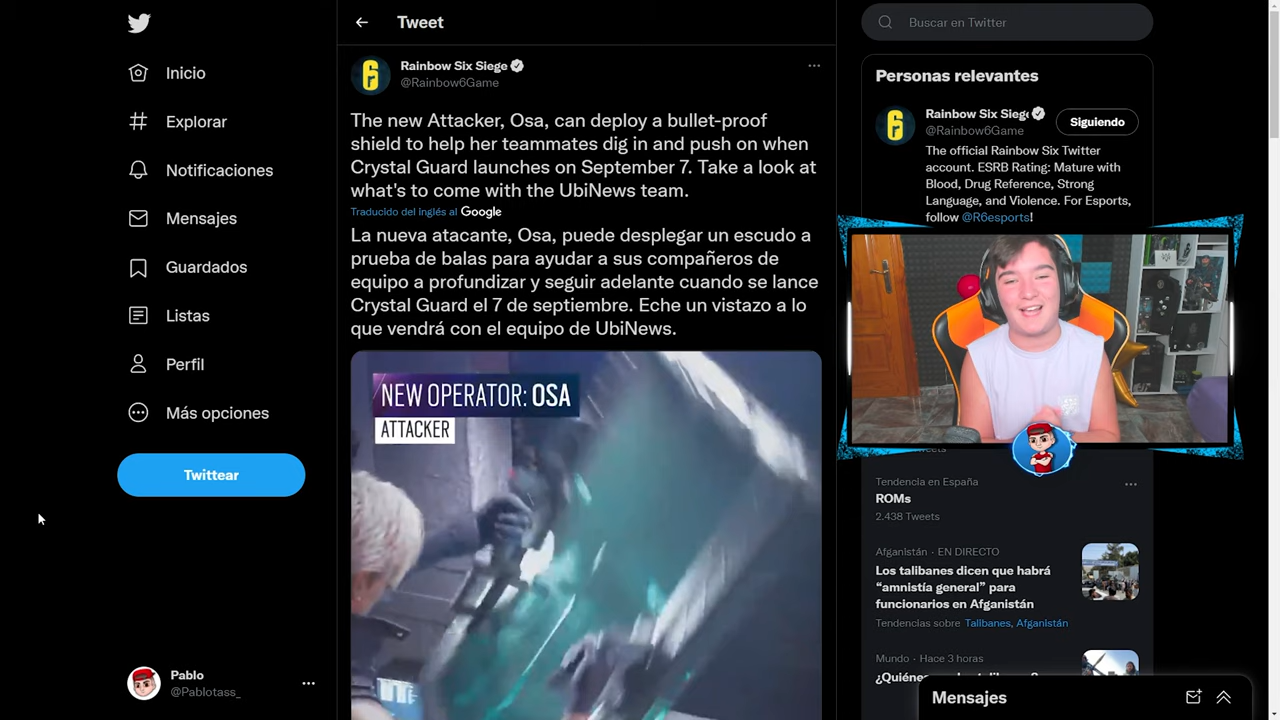 Inicio
Explorar
Notificaciones
Mensajes
Guardados
Listas
Perfil
Más opciones
Twittear
Pablo
@Pablotass_
Tweet
Rainbow Six Siege
@Rainbow6Game
The new Attacker, Osa, can deploy a bullet-proof
shield to help her teammates dig in and push on when
Crystal Guard launches on September 7. Take a look at
what's to come with the UbiNews team.
Traducido del inglés al Google
La nueva atacante, Osa, puede desplegar un escudo a
prueba de balas para ayudar a sus compañeros de
equipo a profundizar y seguir adelante cuando se lance
Crystal Guard el 7 de septiembre. Eche un vistazo a lo
que vendrá con el equipo de UbiNews.
NEW OPERATOR: OSA
ATTACKER
Buscar en Twitter
Personas relevantes
Rainbow Six Siege
@Rainbow6Game
Siguiendo
The official Rainbow Six Twitter
account. ESRB Rating: Mature with
Blood, Drug Reference, Strong
Language, and Violence. For Esports,
follow @R6esports!
Tendencia en España
ROMs
2.438 Tweets
Afganistán · EN DIRECTO
Los talibanes dicen que habrá
“amnistía general” para
funcionarios en Afganistán
Tendencias sobre Talibanes, Afganistán
Mundo · Hace 3 horas
Mensajes